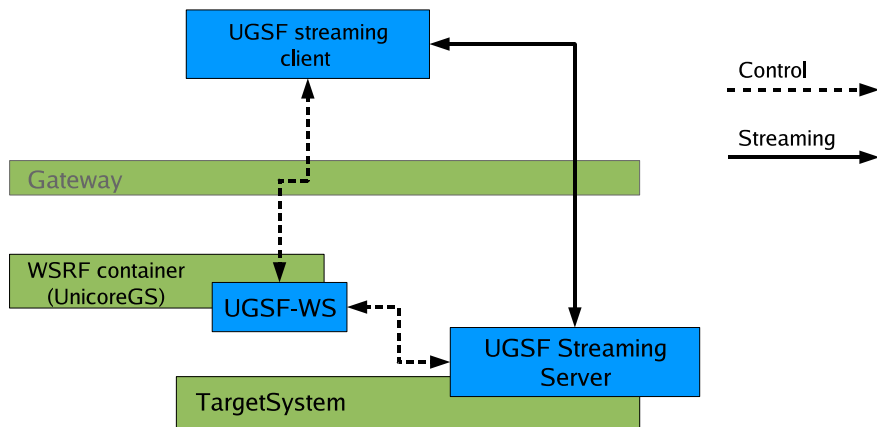 UGSF streaming
client
Control
Streaming
Gateway
WSRF container
(UnicoreGS)
UGSF-WS
UGSF Streaming
Server
TargetSystem